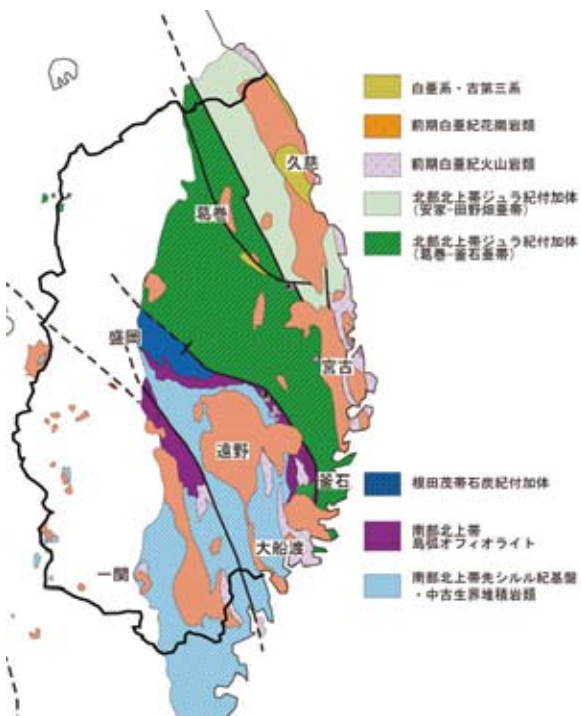 白亜系・古第三系
前期白亜紀花崗岩類
前期白亜紀火山岩類
北部北上帯ジュラ紀付加体
(安家-田野畑亜帯)
北部北上帯ジュラ紀付加体
(葛巻-釜石亜帯)
久慈
葛巻
盛岡
宮古
遠野
釜石
大船渡
一関
根田茂帯石炭紀付加体
南部北上帯
島弧オフィオライト
南部北上帯先シルル紀基盤
・中古生界堆積岩類